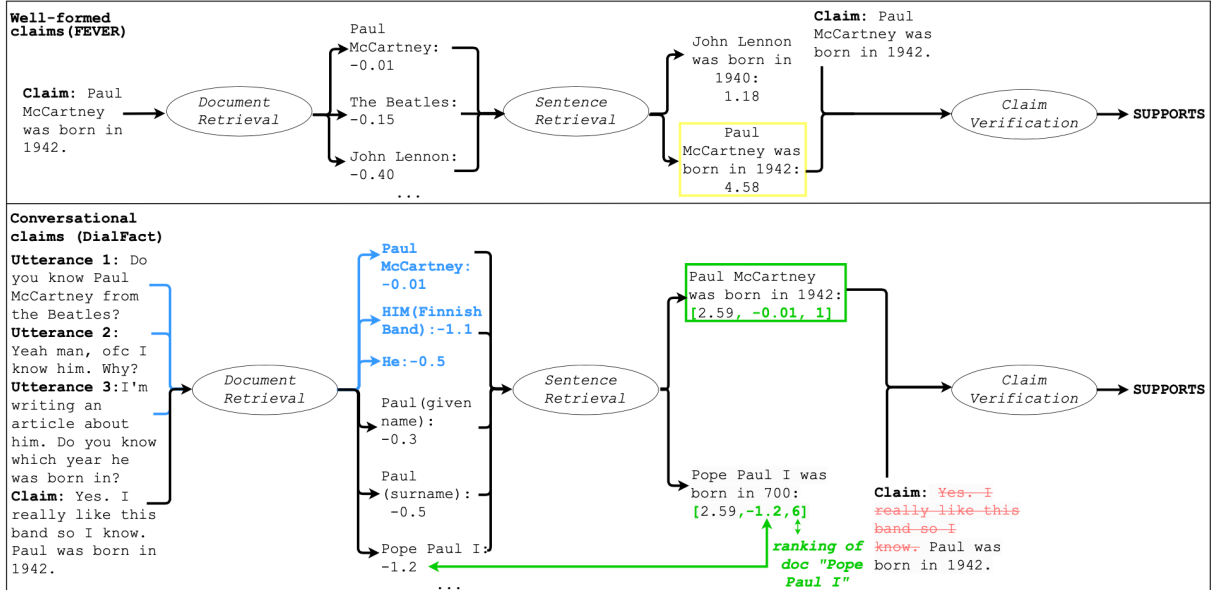 Well-formed
claims(FEVER)
Claim: Paul
McCartney
was born in
1942.
Document
Retrieval
Paul
McCartney:
-0.01
The Beatles:
-0.15
John Lennon:
-0.40
...
Sentence
Retrieval
John Lennon
was born in
1940:
1.18
Paul
McCartney was
born in 1942:
4.58
Claim: Paul
McCartney was
born in 1942.
Claim
Verification
SUPPORTS
Conversational
claims (DialFact)
Utterance 1: Do
you know Paul
McCartney from
the Beatles?
Utterance 2:
Yeah man, ofc I
know him. Why?
Utterance 3:I'm
writing an
article about
him. Do you know
which year he
was born in?
Claim: Yes. I
really like this
band so I know.
Paul was born in
1942.
Document
Retrieval
Paul
McCartney:
-0.01
HIM(Finnish
Band):-1.1
He:-0.5
Paul(given
name):
-0.3
Paul
(surname):
-0.5
Pope Paul I:
-1.2
...
Sentence
Retrieval
Paul McCartney
was born in 1942:
[2.59, -0.01, 1]
Pope Paul I was
born in 700:
[2.59,-1.2,6]
ranking of
doc "Pope
Paul I"
Claim: Yes. I
really like this
band so I
know. Paul was
born in 1942.
Claim
Verification
SUPPORTS